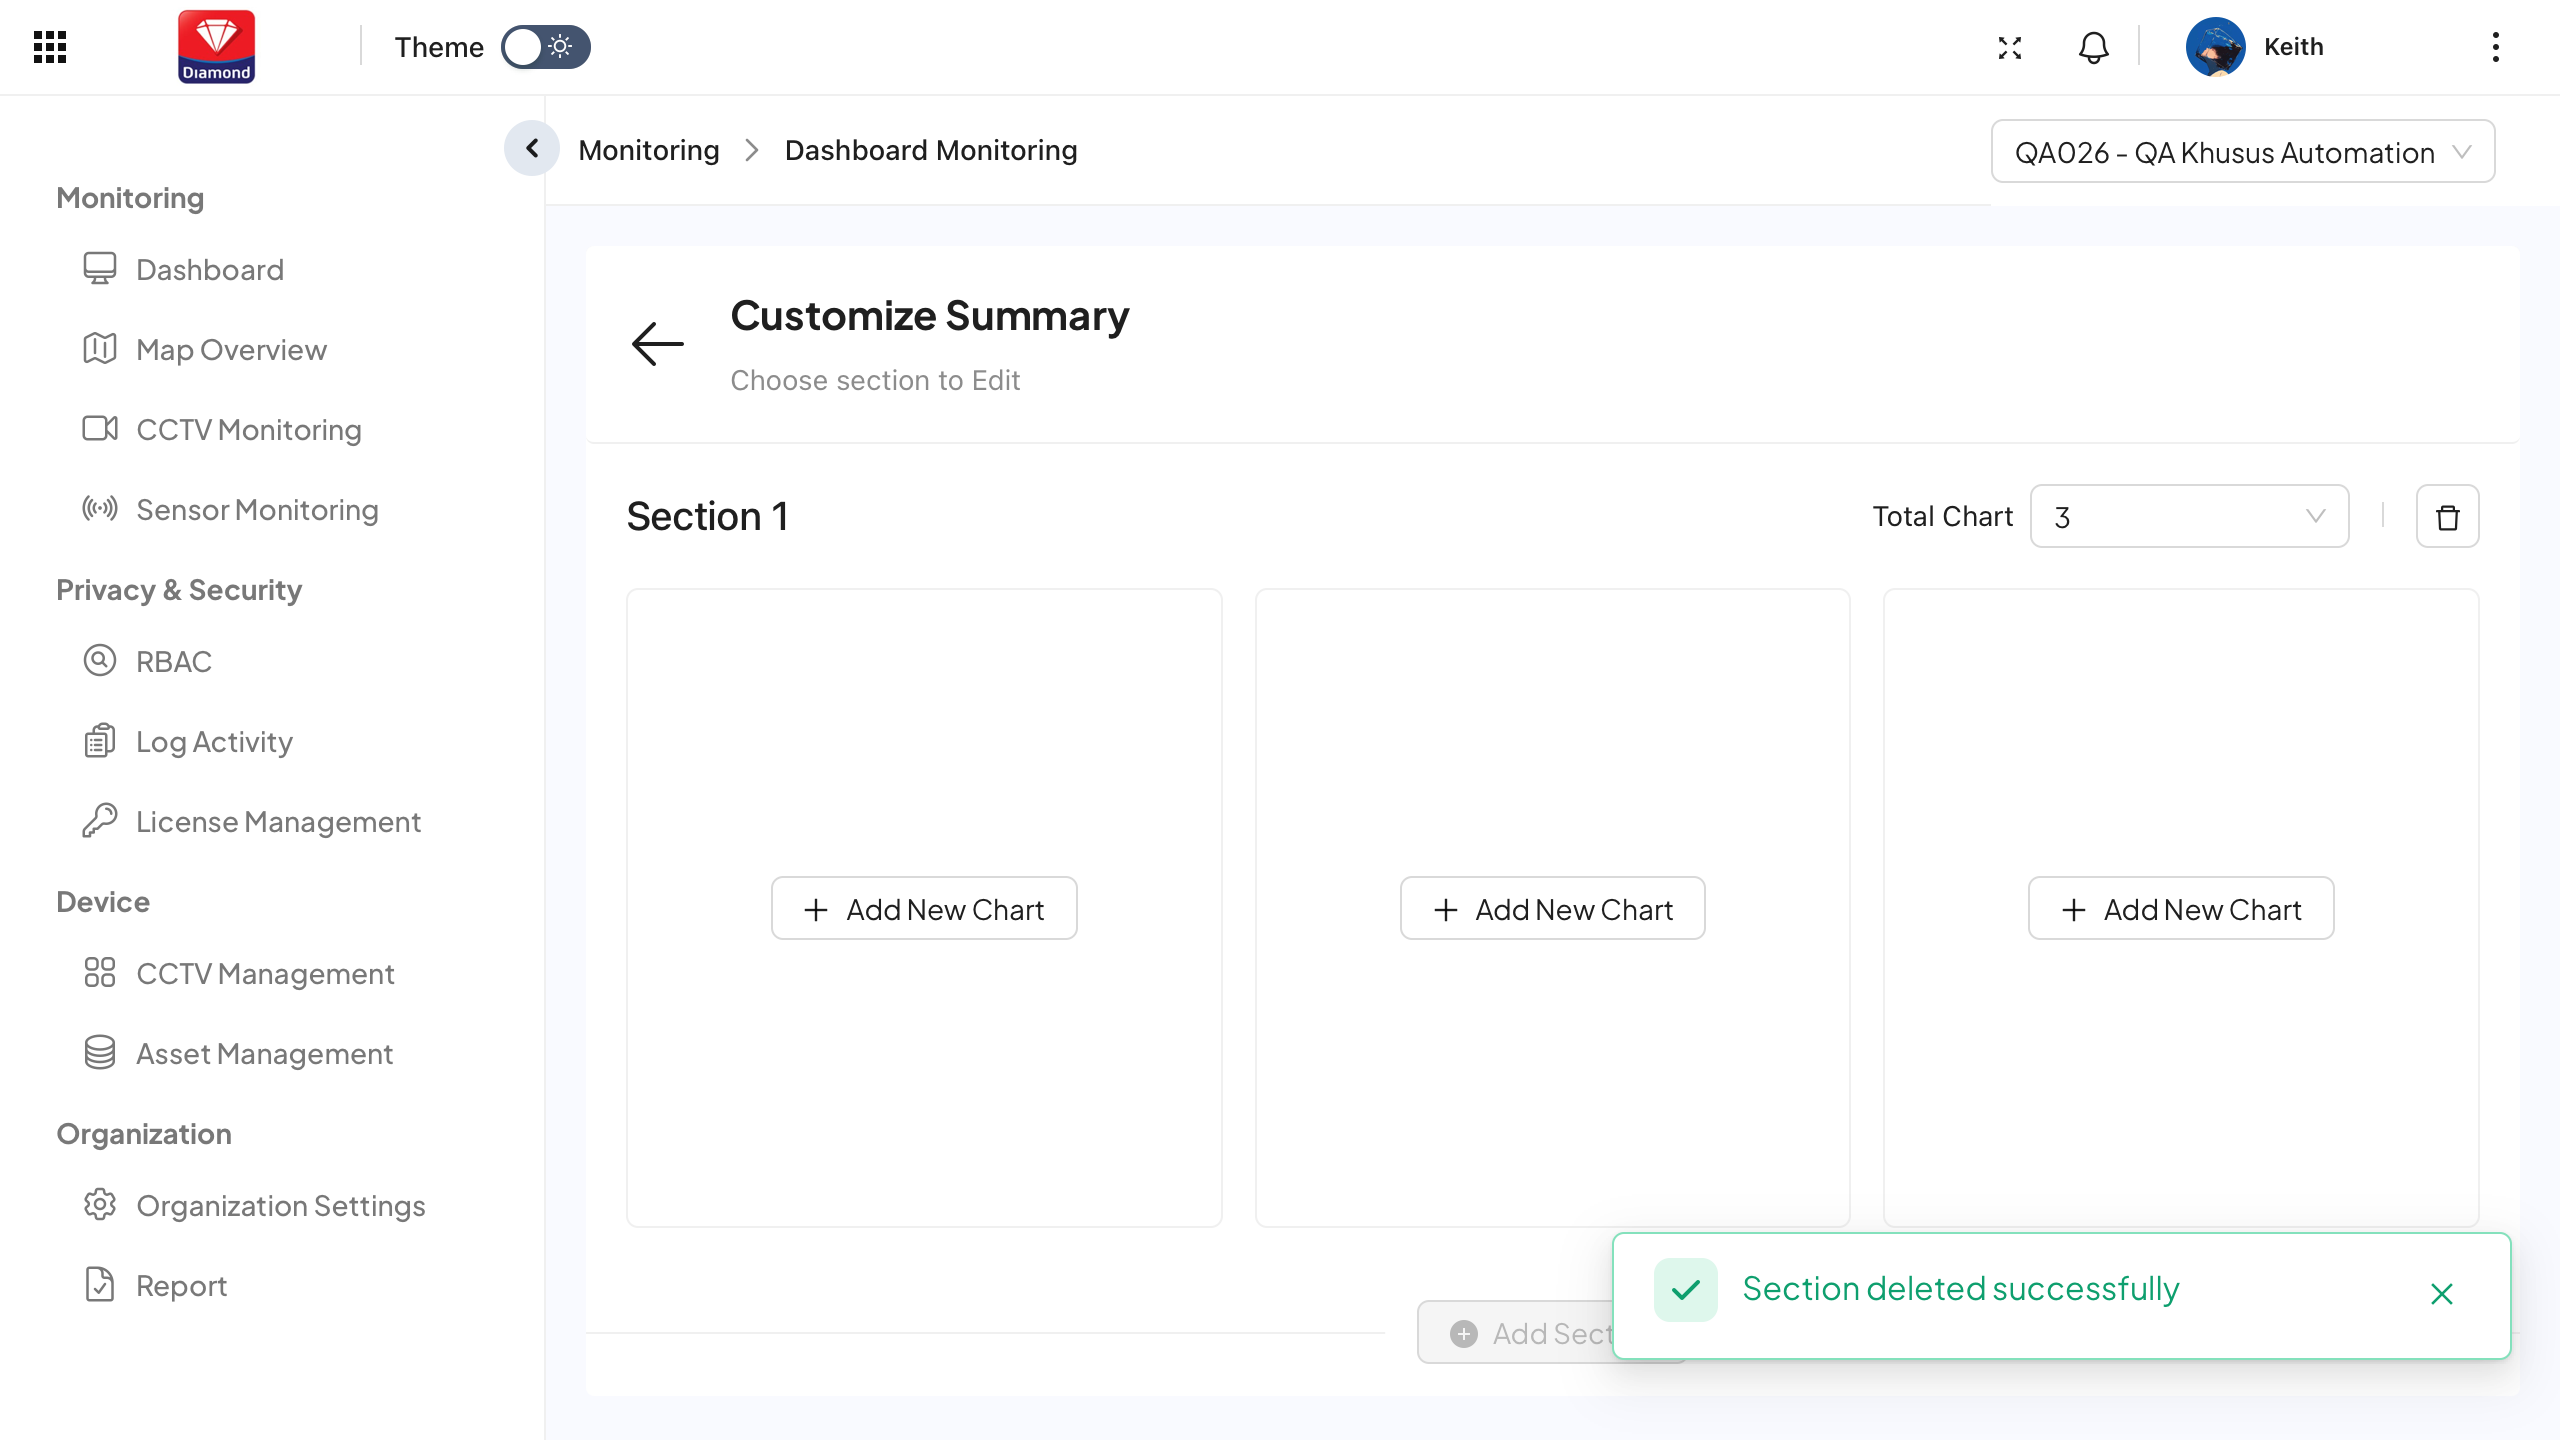 Diamond
Theme
Keith
Monitoring
Dashboard
Map Overview
CCTV Monitoring
Sensor Monitoring
Privacy & Security
RBAC
Log Activity
License Management
Device
CCTV Management
Asset Management
Organization
Organization Settings
Report
Monitoring > Dashboard Monitoring
QA026 - QA Khusus Automation
Customize Summary
Choose section to Edit
Section 1
Total Chart 3
Add New Chart
Add New Chart
Add New Chart
Add Sect
Section deleted successfully